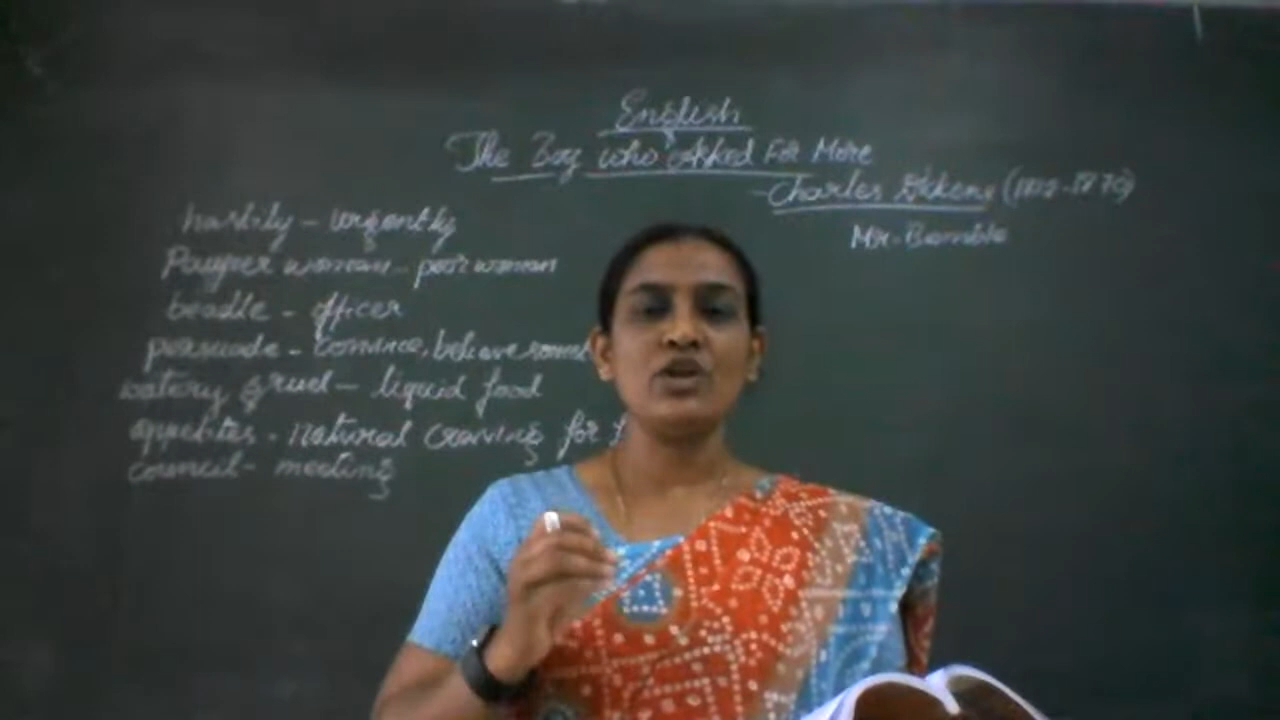 English
The Boy who Asked For More
- Charles Dickens (1812-1870)
Mr. Bumble
hastily - urgently
Pauper woman - poor woman
beadle - officer
persuade - convince, believe
watery gruel - liquid food
appetites - natural craving for
council - meeting